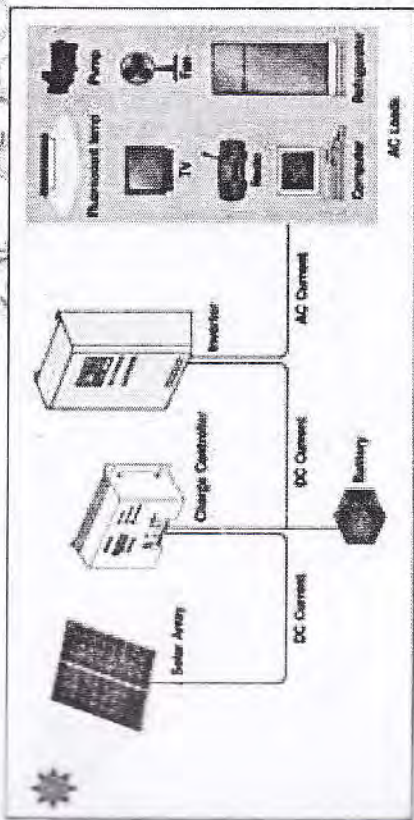 Solar Array
Charge Controller
Inverter
DC Current
DC Current
AC Current
Battery
Fluorescent lamp
Pump
TV
Fan
Radio
Computer
Refrigerator
AC Loads